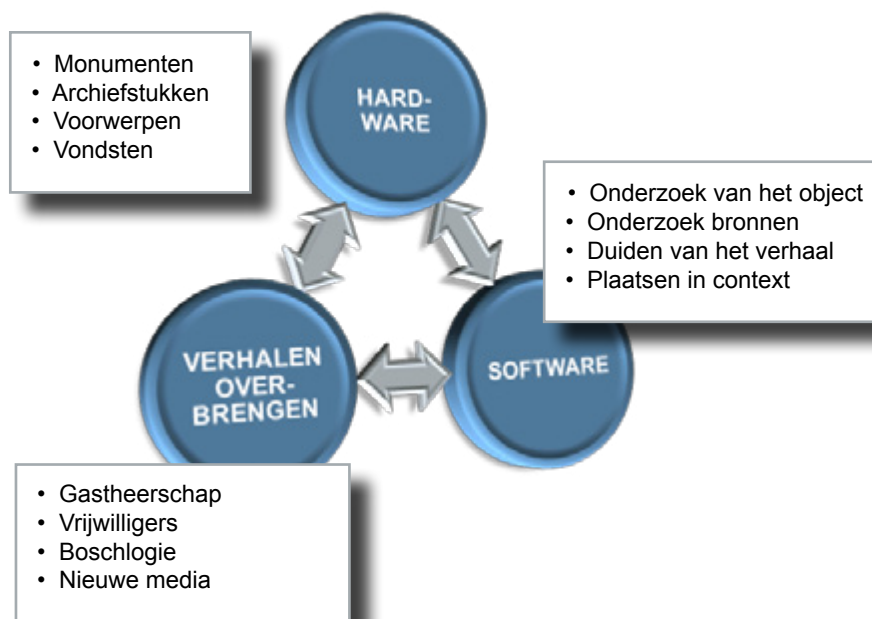 • Monumenten
• Archiefstukken
• Voorwerpen
• Vondsten
HARD-
WARE
• Onderzoek van het object
• Onderzoek bronnen
• Duiden van het verhaal
• Plaatsen in context
VERHALEN
OVER-
BRENGEN
SOFTWARE
• Gastheerschap
• Vrijwilligers
• Boschlogie
• Nieuwe media